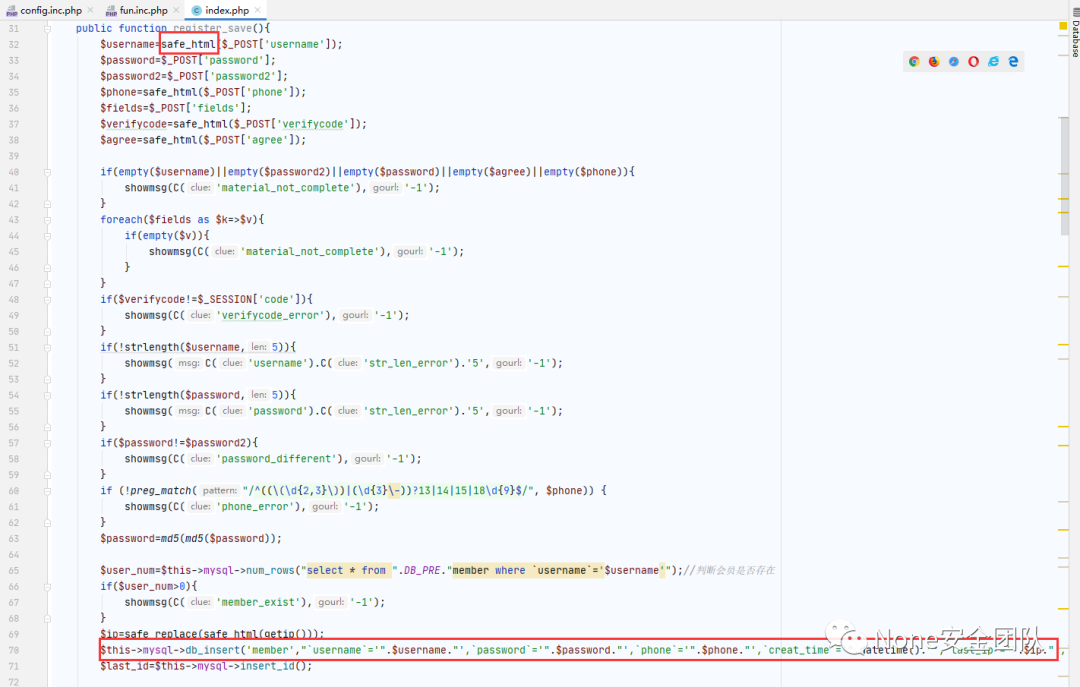 config.inc.php × fun.inc.php × index.php ×
Database
31 public function register_save(){
32 $username=safe_html($_POST['username']);
33 $password=$_POST['password'];
34 $password2=$_POST['password2'];
35 $phone=safe_html($_POST['phone']);
36 $fields=$_POST['fields'];
37 $verifycode=safe_html($_POST['verifycode']);
38 $agree=safe_html($_POST['agree']);
39
40 if(empty($username)||empty($password2)||empty($password)||empty($agree)||empty($phone)){
41 showmsg(C( clue: 'material_not_complete'), gourl: '-1');
42 }
43 foreach($fields as $k=>$v){
44 if(empty($v)){
45 showmsg(C( clue: 'material_not_complete'), gourl: '-1');
46 }
47 }
48 if($verifycode!=$_SESSION['code']){
49 showmsg(C( clue: 'verifycode_error'), gourl: '-1');
50 }
51 if(!strlength($username, len: 5)){
52 showmsg( msg: C( clue: 'username').C( clue: 'str_len_error').'5', gourl: '-1');
53 }
54 if(!strlength($password, len: 5)){
55 showmsg( msg: C( clue: 'password').C( clue: 'str_len_error').'5', gourl: '-1');
56 }
57 if($password!=$password2){
58 showmsg(C( clue: 'password_different'), gourl: '-1');
59 }
60 if (!preg_match( pattern: "/^((\(\d{2,3}\))|(\d{3}\-))?13|14|15|18\d{9}$/", $phone)) {
61 showmsg(C( clue: 'phone_error'), gourl: '-1');
62 }
63 $password=md5(md5($password));
64
65 $user_num=$this->mysql->num_rows("select * from ".DB_PRE."member where `username`='$username'");//判断会员是否存在
66 if($user_num>0){
67 showmsg(C( clue: 'member_exist'), gourl: '-1');
68 }
69 $ip=safe_replace(safe_html(getip()));
70 $this->mysql->db_insert('member',"`username`='".$username."',`password`='".$password."',`phone`='".$phone."',`creat_time`=
71 $last_id=$this->mysql->insert_id();
72
None安全团队